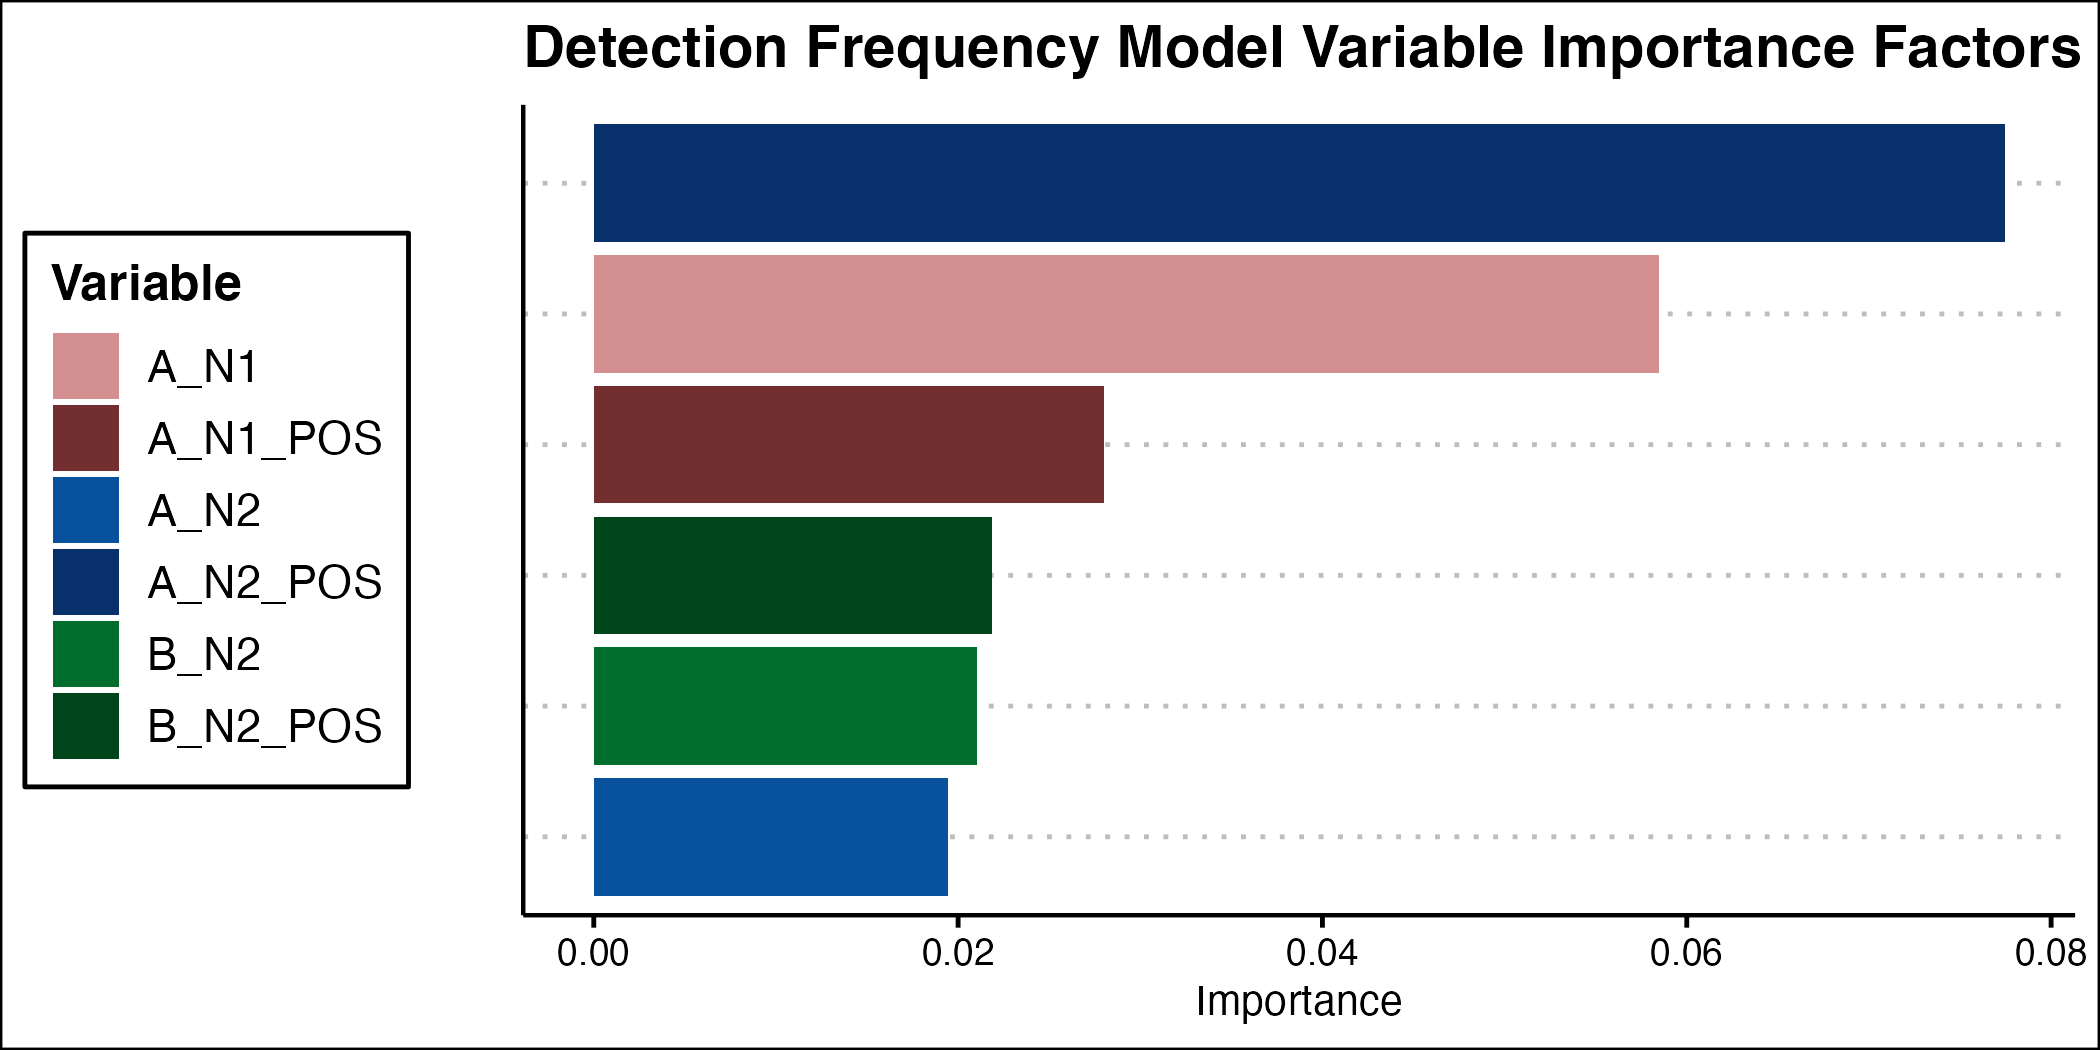 Detection Frequency Model Variable Importance Factors
Variable
A_N1
A_N1_POS
A_N2
A_N2_POS
B_N2
B_N2_POS
0.00 0.02 0.04 0.06 0.08
Importance